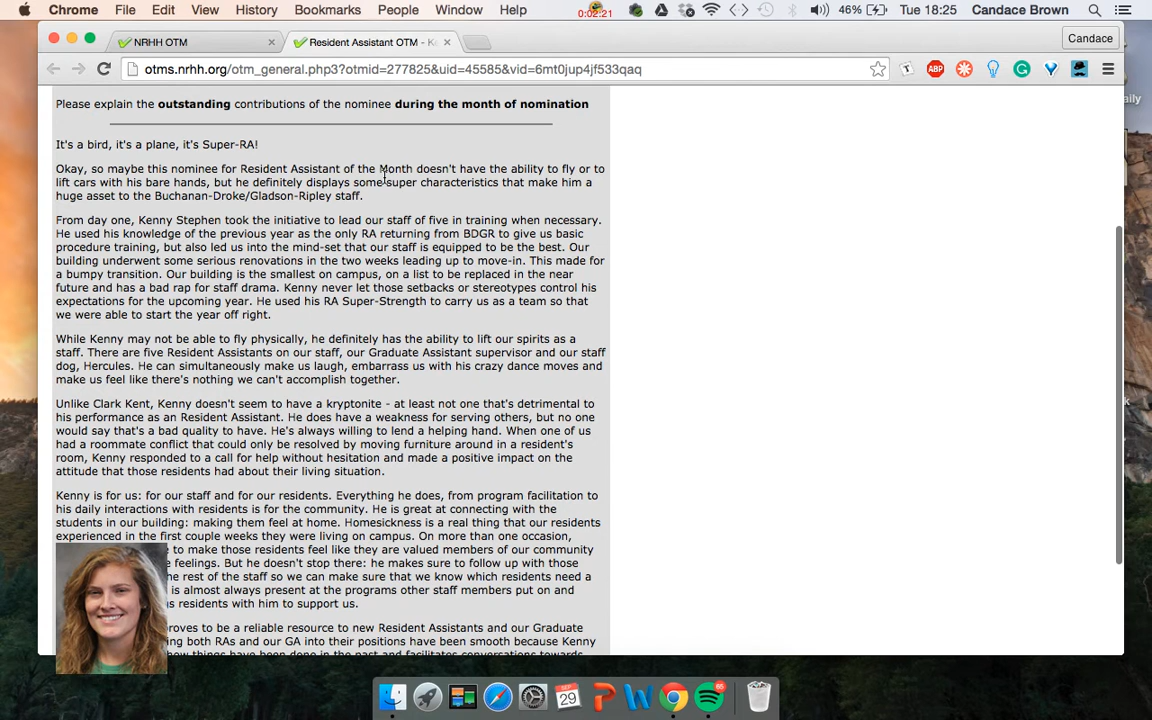 Chrome File Edit View History Bookmarks People Window Help 0:02:21 46% Tue 18:25 Candace Brown
NRHH OTM Resident Assistant OTM - K Candace
otms.nrhh.org/otm_general.php3?otmid=277825&uid=45585&vid=6mt0jup4jf533qaq ABP
Please explain the outstanding contributions of the nominee during the month of nomination
It's a bird, it's a plane, it's Super-RA!
Okay, so maybe this nominee for Resident Assistant of the Month doesn't have the ability to fly or to
lift cars with his bare hands, but he definitely displays some super characteristics that make him a
huge asset to the Buchanan-Droke/Gladson-Ripley staff.
From day one, Kenny Stephen took the initiative to lead our staff of five in training when necessary.
He used his knowledge of the previous year as the only RA returning from BDGR to give us basic
procedure training, but also led us into the mind-set that our staff is equipped to be the best. Our
building underwent some serious renovations in the two weeks leading up to move-in. This made for
a bumpy transition. Our building is the smallest on campus, on a list to be replaced in the near
future and has a bad rap for staff drama. Kenny never let those setbacks or stereotypes control his
expectations for the upcoming year. He used his RA Super-Strength to carry us as a team so that
we were able to start the year off right.
While Kenny may not be able to fly physically, he definitely has the ability to lift our spirits as a
staff. There are five Resident Assistants on our staff, our Graduate Assistant supervisor and our staff
dog, Hercules. He can simultaneously make us laugh, embarrass us with his crazy dance moves and
make us feel like there's nothing we can't accomplish together.
Unlike Clark Kent, Kenny doesn't seem to have a kryptonite - at least not one that's detrimental to
his performance as an Resident Assistant. He does have a weakness for serving others, but no one
would say that's a bad quality to have. He's always willing to lend a helping hand. When one of us
had a roommate conflict that could only be resolved by moving furniture around in a resident's
room, Kenny responded to a call for help without hesitation and made a positive impact on the
attitude that those residents had about their living situation.
Kenny is for us: for our staff and for our residents. Everything he does, from program facilitation to
his daily interactions with residents is for the community. He is great at connecting with the
students in our building: making them feel at home. Homesickness is a real thing that our residents
experienced in the first couple weeks they were living on campus. On more than one occasion,
to make those residents feel like they are valued members of our community
feelings. But he doesn't stop there: he makes sure to follow up with those
he rest of the staff so we can make sure that we know which residents need a
is almost always present at the programs other staff members put on and
s residents with him to support us.
roves to be a reliable resource to new Resident Assistants and our Graduate
ing both RAs and our GA into their positions have been smooth because Kenny
how things have been done in the past and facilitates conversations towards
SEP
29
65